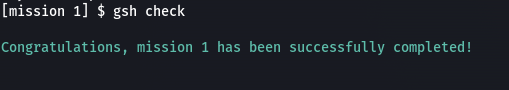 [mission 1] $ gsh check
Congratulations, mission 1 has been successfully completed!